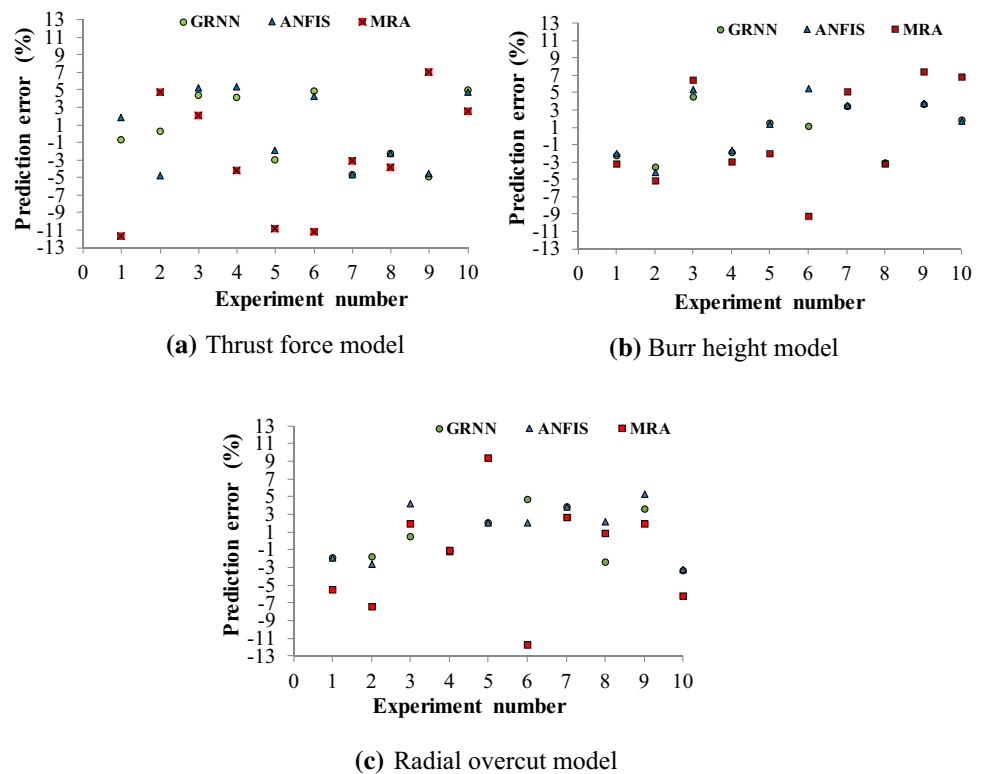 GRNN ANFIS MRA
Prediction error (%)
13
11
9
7
5
3
1
-1
-3
-5
-7
-9
-11
-13
0 1 2 3 4 5 6 7 8 9 10
Experiment number
(a) Thrust force model
GRNN ANFIS MRA
Prediction error (%)
13
11
9
7
5
3
1
-1
-3
-5
-7
-9
-11
-13
0 1 2 3 4 5 6 7 8 9 10
Experiment number
(b) Burr height model
GRNN ANFIS MRA
Prediction error (%)
13
11
9
7
5
3
1
-1
-3
-5
-7
-9
-11
-13
0 1 2 3 4 5 6 7 8 9 10
Experiment number
(c) Radial overcut model